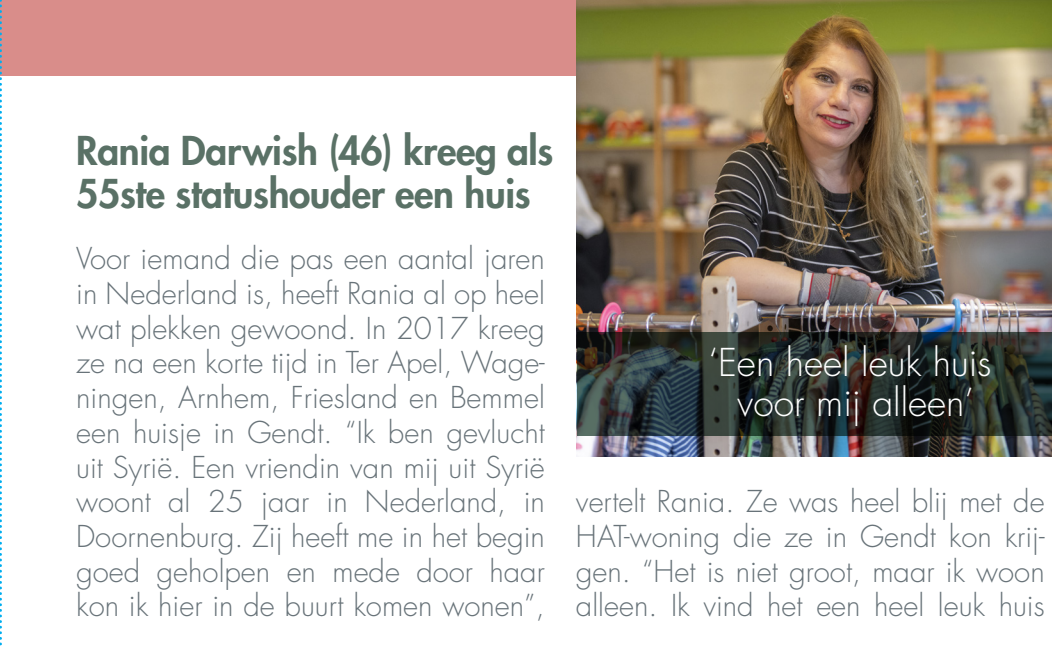 Rania Darwish (46) kreeg als
55ste statushouder een huis
Voor iemand die pas een aantal jaren
in Nederland is, heeft Rania al op heel
wat plekken gewoond. In 2017 kreeg
ze na een korte tijd in Ter Apel, Wage-
ningen, Arnhem, Friesland en Bemmel
een huisje in Gendt. “Ik ben gevlucht
uit Syrië. Een vriendin van mij uit Syrië
woont al 25 jaar in Nederland, in
Doornenburg. Zij heeft me in het begin
goed geholpen en mede door haar
kon ik hier in de buurt komen wonen”,
‘Een heel leuk huis
voor mij alleen’
vertelt Rania. Ze was heel blij met de
HAT-woning die ze in Gendt kon krij-
gen. “Het is niet groot, maar ik woon
alleen. Ik vind het een heel leuk huis